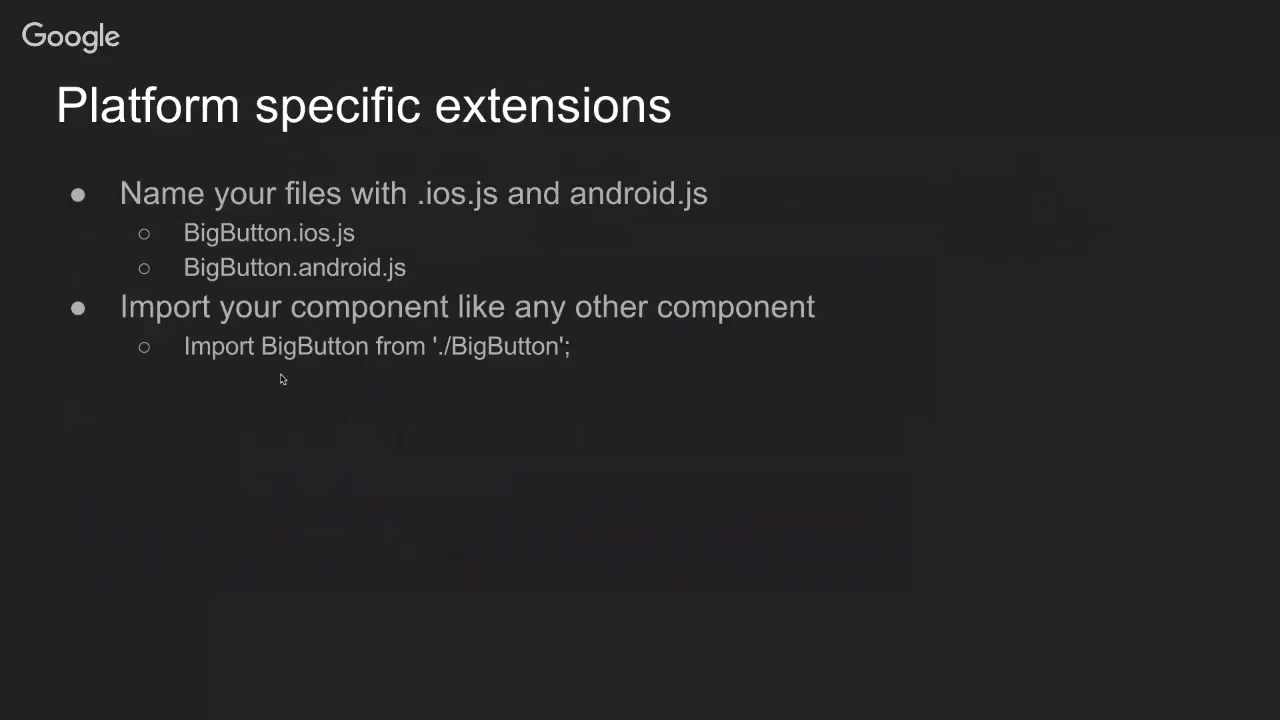 Google
Platform specific extensions
● Name your files with .ios.js and android.js
○ BigButton.ios.js
○ BigButton.android.js
● Import your component like any other component
○ Import BigButton from './BigButton';